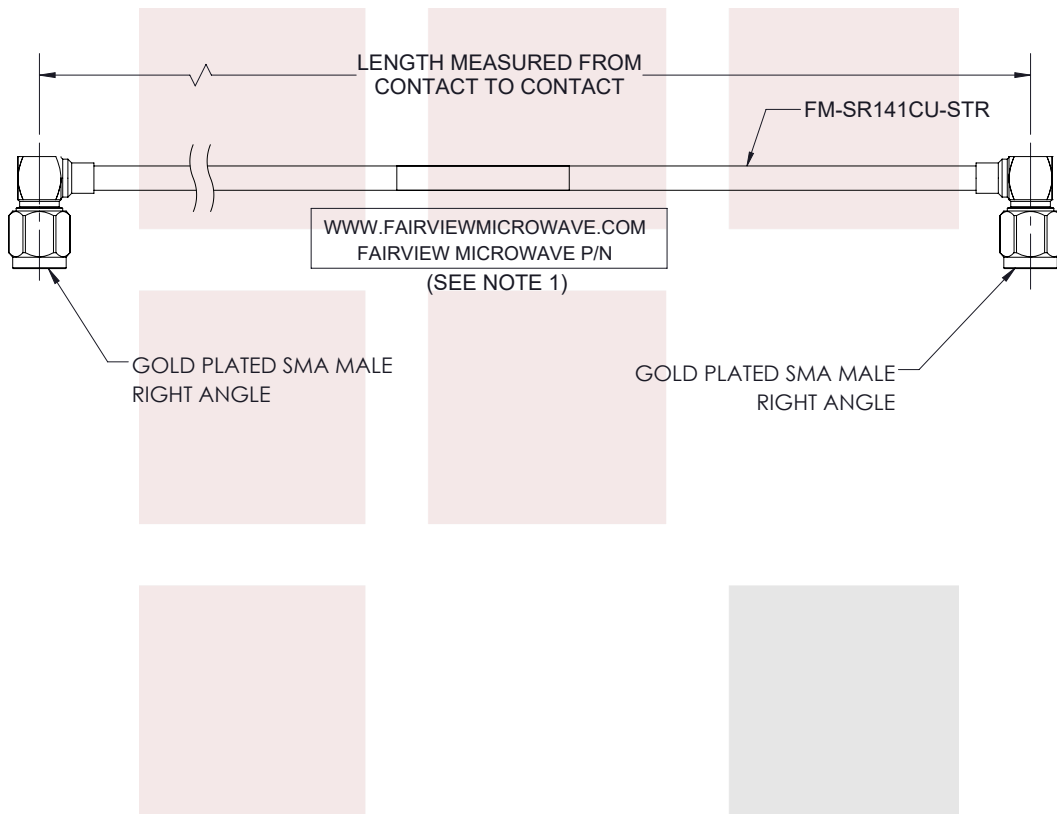 LENGTH MEASURED FROM
CONTACT TO CONTACT
FM-SR141CU-STR
WWW.FAIRVIEWMICROWAVE.COM
FAIRVIEW MICROWAVE P/N
(SEE NOTE 1)
GOLD PLATED SMA MALE
RIGHT ANGLE
GOLD PLATED SMA MALE
RIGHT ANGLE